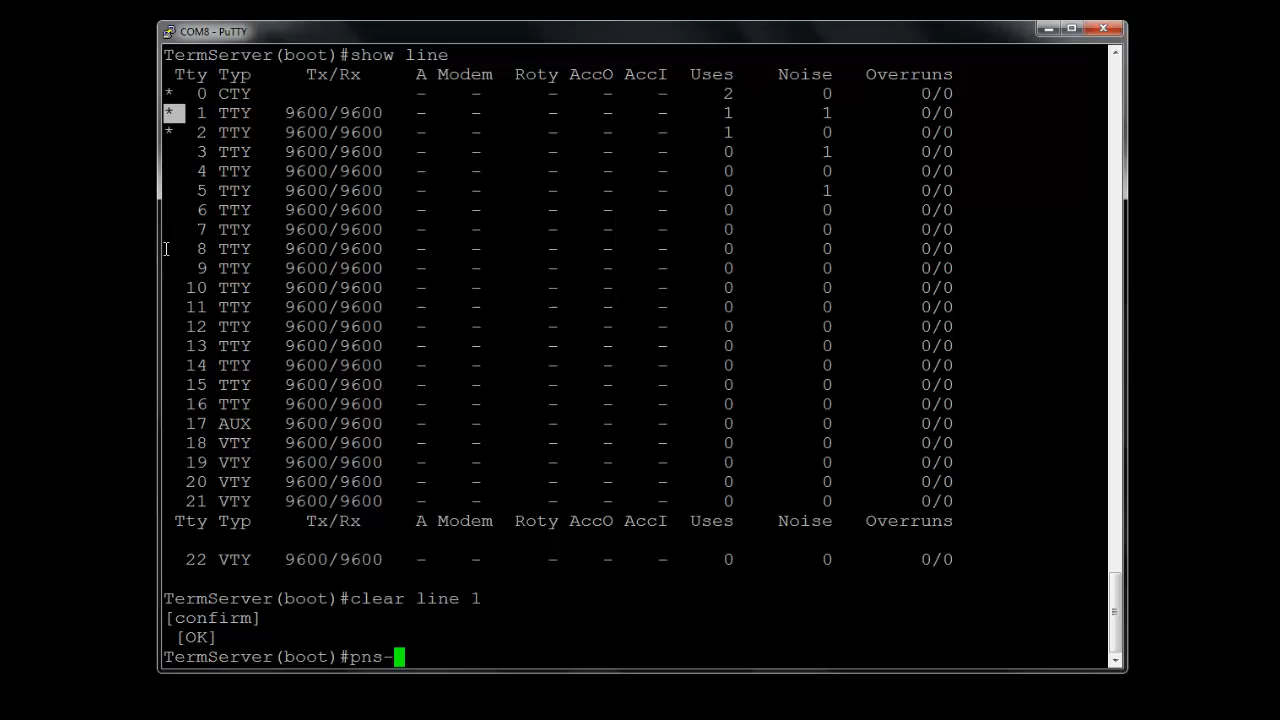 COM8 - PuTTY
TermServer(boot)#show line
Tty Typ Tx/Rx A Modem Roty AccO AccI Uses Noise Overruns
* 0 CTY - - - - - 2 0 0/0
* 1 TTY 9600/9600 - - - - - 1 1 0/0
* 2 TTY 9600/9600 - - - - - 1 0 0/0
3 TTY 9600/9600 - - - - - 0 1 0/0
4 TTY 9600/9600 - - - - - 0 0 0/0
5 TTY 9600/9600 - - - - - 0 1 0/0
6 TTY 9600/9600 - - - - - 0 0 0/0
7 TTY 9600/9600 - - - - - 0 0 0/0
8 TTY 9600/9600 - - - - - 0 0 0/0
9 TTY 9600/9600 - - - - - 0 0 0/0
10 TTY 9600/9600 - - - - - 0 0 0/0
11 TTY 9600/9600 - - - - - 0 0 0/0
12 TTY 9600/9600 - - - - - 0 0 0/0
13 TTY 9600/9600 - - - - - 0 0 0/0
14 TTY 9600/9600 - - - - - 0 0 0/0
15 TTY 9600/9600 - - - - - 0 0 0/0
16 TTY 9600/9600 - - - - - 0 0 0/0
17 AUX 9600/9600 - - - - - 0 0 0/0
18 VTY 9600/9600 - - - - - 0 0 0/0
19 VTY 9600/9600 - - - - - 0 0 0/0
20 VTY 9600/9600 - - - - - 0 0 0/0
21 VTY 9600/9600 - - - - - 0 0 0/0
Tty Typ Tx/Rx A Modem Roty AccO AccI Uses Noise Overruns
22 VTY 9600/9600 - - - - - 0 0 0/0
TermServer(boot)#clear line 1
[confirm]
[OK]
TermServer(boot)#pns-